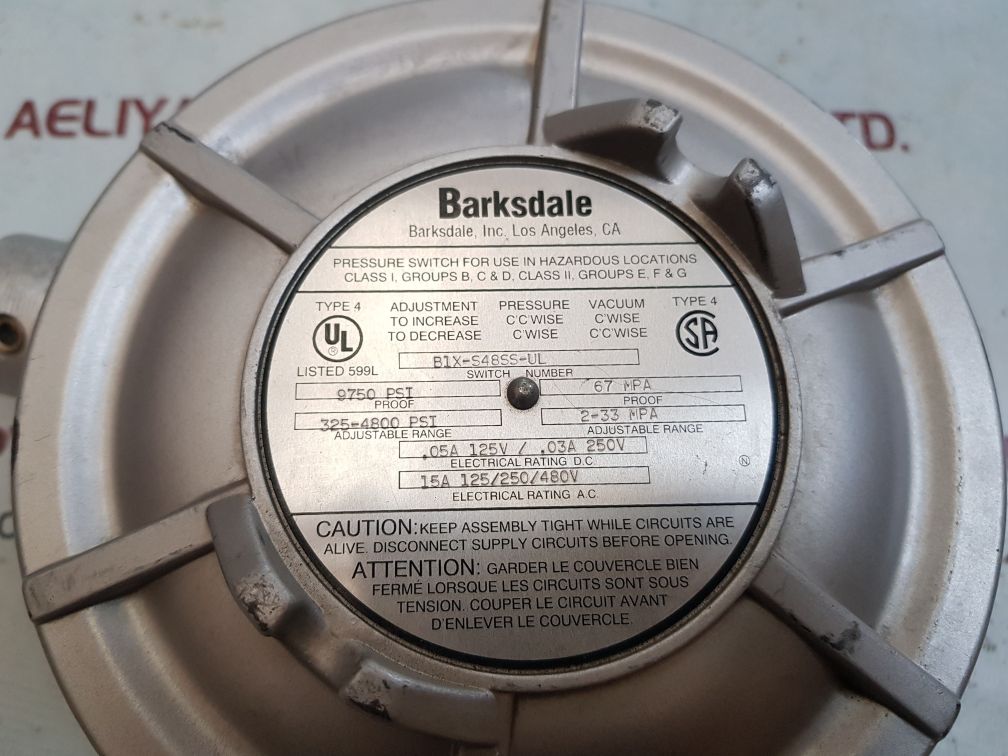 AELIYA
TD.
Barksdale
Barksdale, Inc. Los Angeles, CA
PRESSURE SWITCH FOR USE IN HAZARDOUS LOCATIONS
CLASS I, GROUPS B, C & D, CLASS II, GROUPS E, F & G
TYPE 4 ADJUSTMENT PRESSURE VACUUM TYPE 4
TO INCREASE C'C'WISE C'WISE
TO DECREASE C'WISE C'C'WISE
UL
®
SA
LISTED 599L
B1X-S48SS-UL
SWITCH NUMBER
9750 PSI 67 MPA
PROOF PROOF
325-4800 PSI 2-33 MPA
ADJUSTABLE RANGE ADJUSTABLE RANGE
.05A 125V / .03A 250V
ELECTRICAL RATING D.C.
N
15A 125/250/480V
ELECTRICAL RATING A.C.
CAUTION: KEEP ASSEMBLY TIGHT WHILE CIRCUITS ARE
ALIVE. DISCONNECT SUPPLY CIRCUITS BEFORE OPENING.
ATTENTION: GARDER LE COUVERCLE BIEN
FERMÉ LORSQUE LES CIRCUITS SONT SOUS
TENSION. COUPER LE CIRCUIT AVANT
D'ENLEVER LE COUVERCLE.